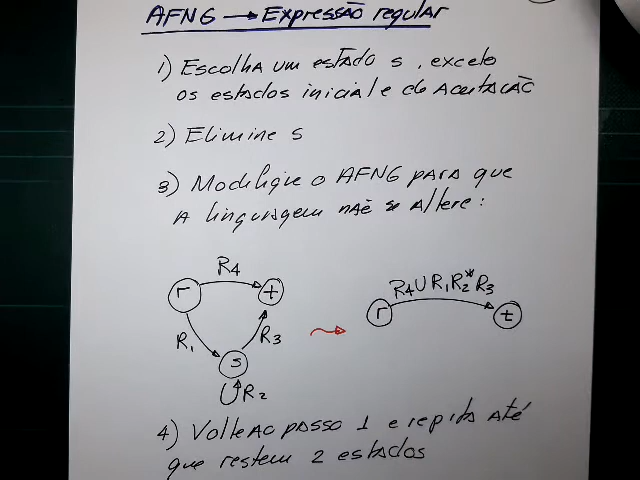 AFNG → Expressão regular
1) Escolha um estado s, exceto
os estados inicial e de aceitação
2) Elimine s
3) Modifique o AFNG para que
a linguagem não se altere:
R4
r t
R1 R3
s
R2
R4∪R1R2*R3
r t
4) Volte ao passo 1 e repita até
que restem 2 estados